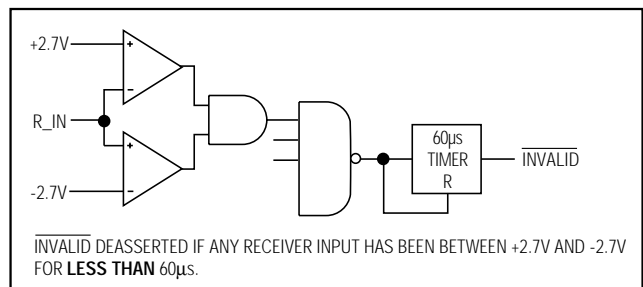 +2.7V
R_IN
-2.7V
60μs
TIMER
R
INVALID
INVALID DEASSERTED IF ANY RECEIVER INPUT HAS BEEN BETWEEN +2.7V AND -2.7V
FOR LESS THAN 60μs.